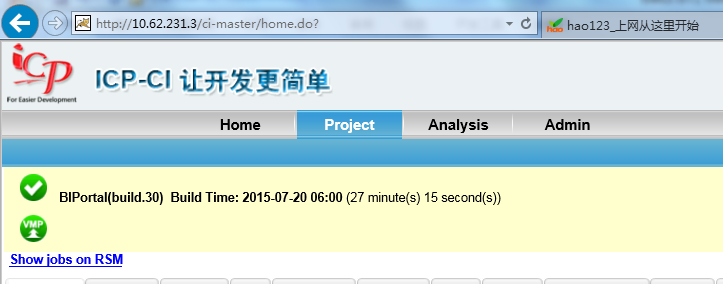 http://10.62.231.3/ci-master/home.do?
hao123_上网从这里开始
iCP
For Easier Development
ICP-CI 让开发更简单
Home Project Analysis Admin
BIPortal(build.30) Build Time: 2015-07-20 06:00 (27 minute(s) 15 second(s))
VMP
Show jobs on RSM